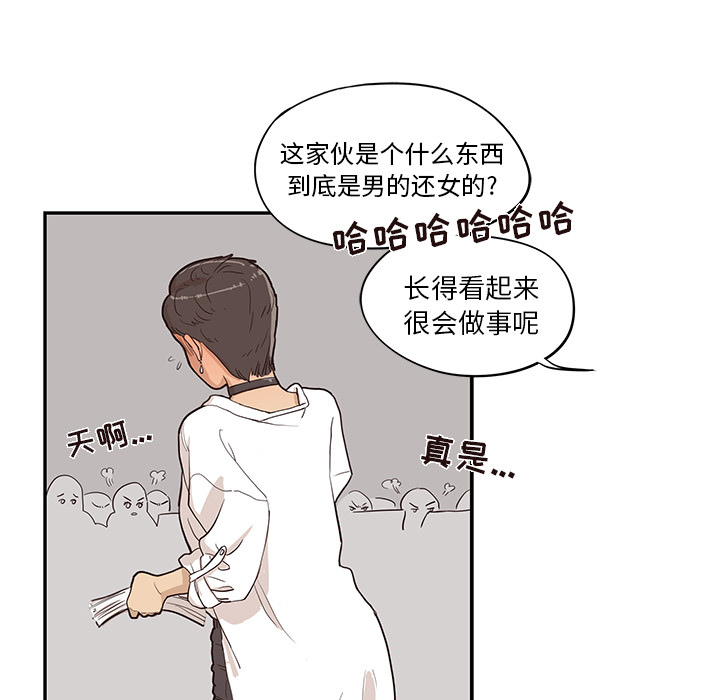 这家伙是个什么东西
到底是男的还女的?
哈哈哈哈哈哈
长得看起来
很会做事呢
天啊...
真是...